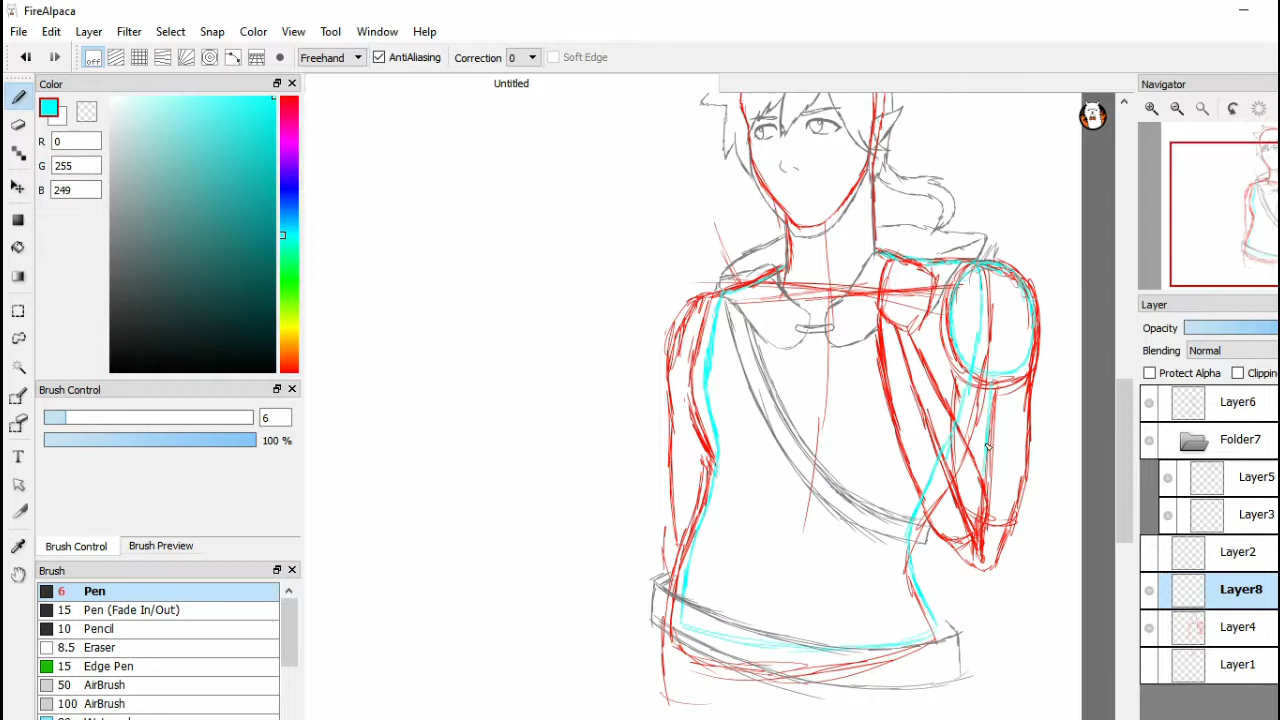 FireAlpaca
File Edit Layer Filter Select Snap Color View Tool Window Help
off Freehand AntiAliasing Correction 0 Soft Edge
Color
Untitled
Navigator
R 0
G 255
B 249
Brush Control
6
100 %
Brush Control Brush Preview
Brush
6 Pen
15 Pen (Fade In/Out)
10 Pencil
8.5 Eraser
15 Edge Pen
50 AirBrush
100 AirBrush
Layer
Opacity
Blending Normal
Protect Alpha Clipping
Layer6
Folder7
Layer5
Layer3
Layer2
Layer8
Layer4
Layer1